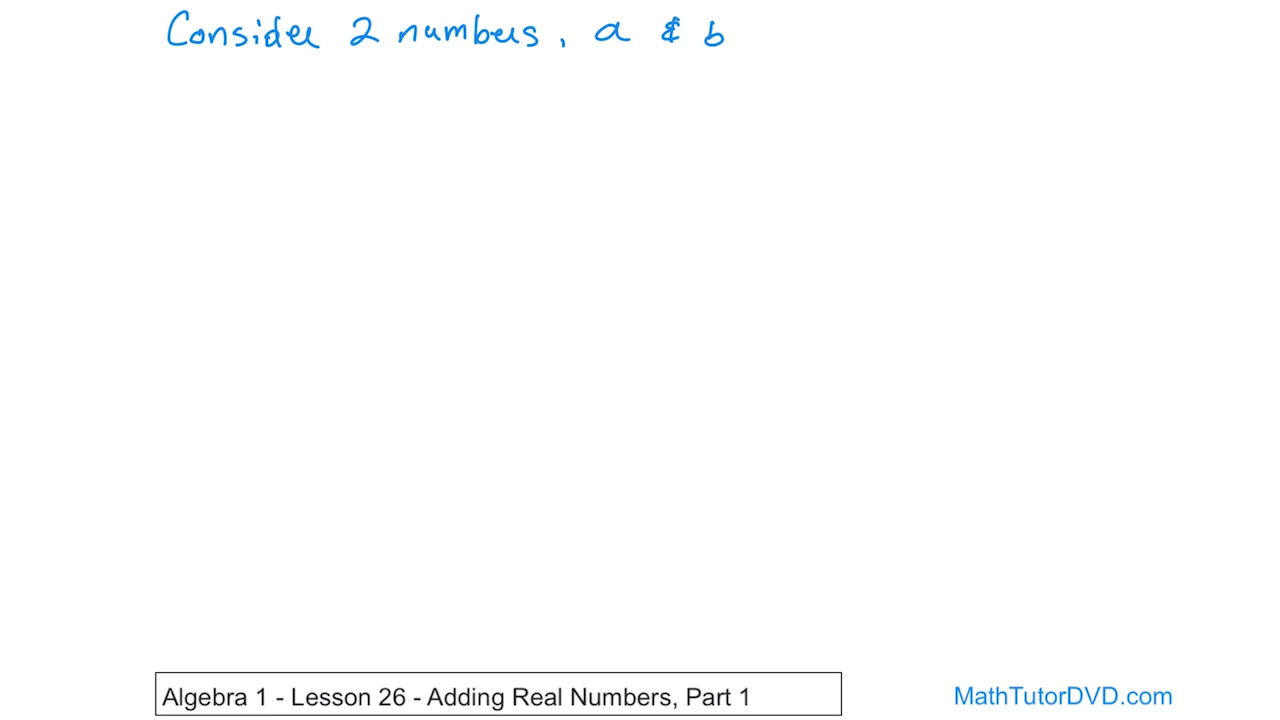 Consider 2 numbers, a & b
Algebra 1 - Lesson 26 - Adding Real Numbers, Part 1
MathTutorDVD.com